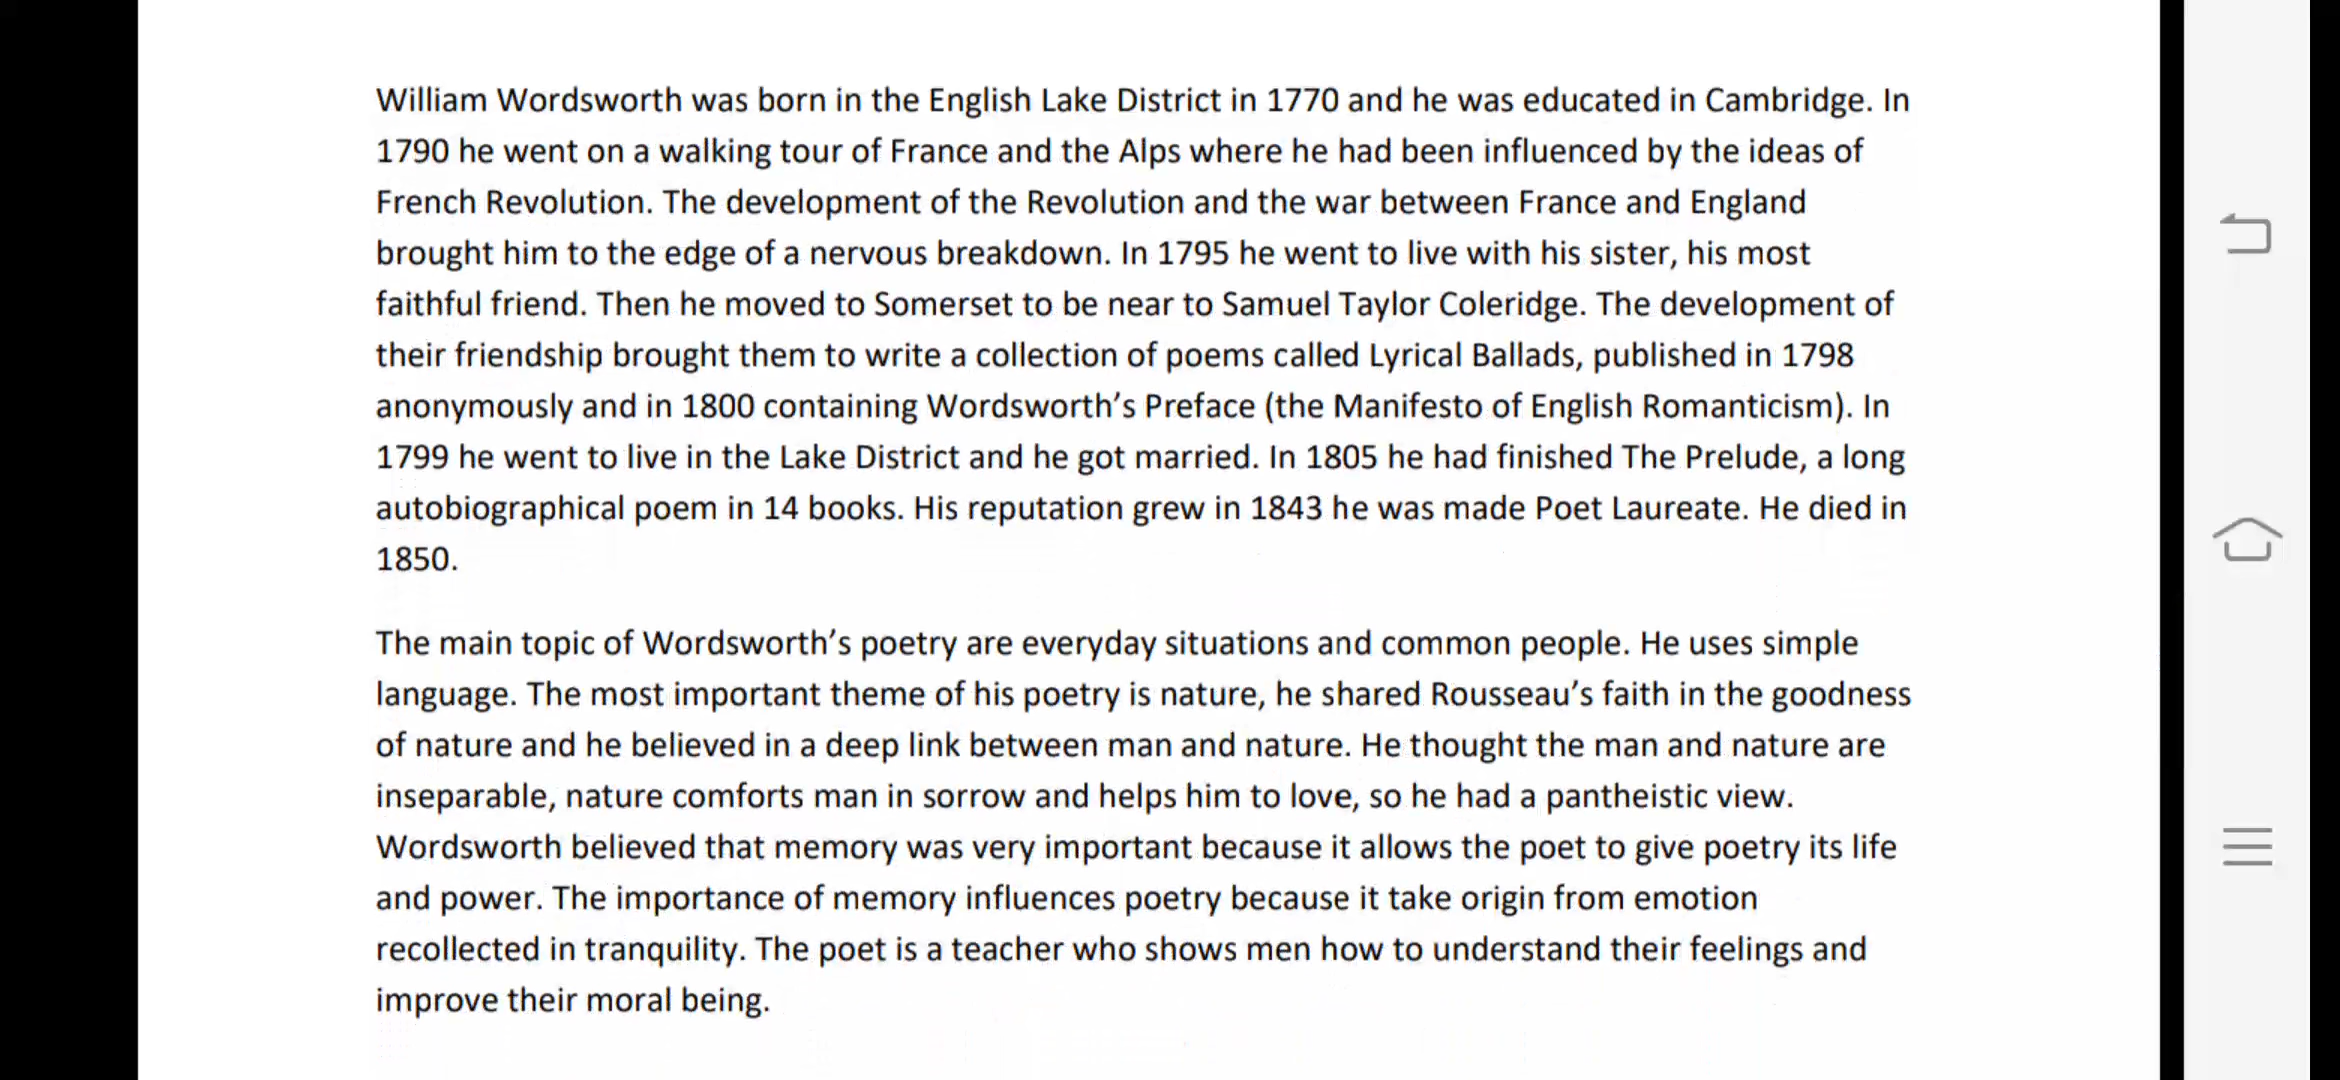 William Wordsworth was born in the English Lake District in 1770 and he was educated in Cambridge. In
1790 he went on a walking tour of France and the Alps where he had been influenced by the ideas of
French Revolution. The development of the Revolution and the war between France and England
brought him to the edge of a nervous breakdown. In 1795 he went to live with his sister, his most
faithful friend. Then he moved to Somerset to be near to Samuel Taylor Coleridge. The development of
their friendship brought them to write a collection of poems called Lyrical Ballads, published in 1798
anonymously and in 1800 containing Wordsworth’s Preface (the Manifesto of English Romanticism). In
1799 he went to live in the Lake District and he got married. In 1805 he had finished The Prelude, a long
autobiographical poem in 14 books. His reputation grew in 1843 he was made Poet Laureate. He died in
1850.
The main topic of Wordsworth’s poetry are everyday situations and common people. He uses simple
language. The most important theme of his poetry is nature, he shared Rousseau’s faith in the goodness
of nature and he believed in a deep link between man and nature. He thought the man and nature are
inseparable, nature comforts man in sorrow and helps him to love, so he had a pantheistic view.
Wordsworth believed that memory was very important because it allows the poet to give poetry its life
and power. The importance of memory influences poetry because it take origin from emotion
recollected in tranquility. The poet is a teacher who shows men how to understand their feelings and
improve their moral being.